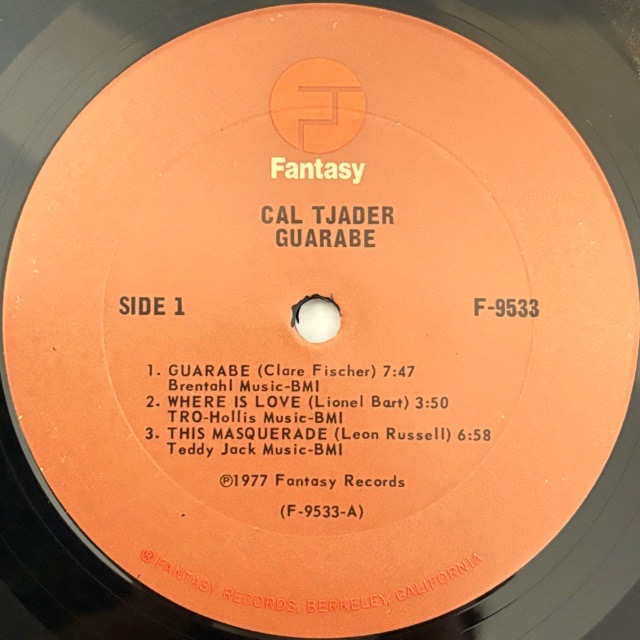 Fantasy
CAL TJADER
GUARABE
SIDE 1
F-9533
1. GUARABE (Clare Fischer) 7:47
Brentahl Music-BMI
2. WHERE IS LOVE (Lionel Bart) 3:50
TRO-Hollis Music-BMI
3. THIS MASQUERADE (Leon Russell) 6:58
Teddy Jack Music-BMI
℗1977 Fantasy Records
(F-9533-A)
® FANTASY RECORDS, BERKELEY, CALIFORNIA